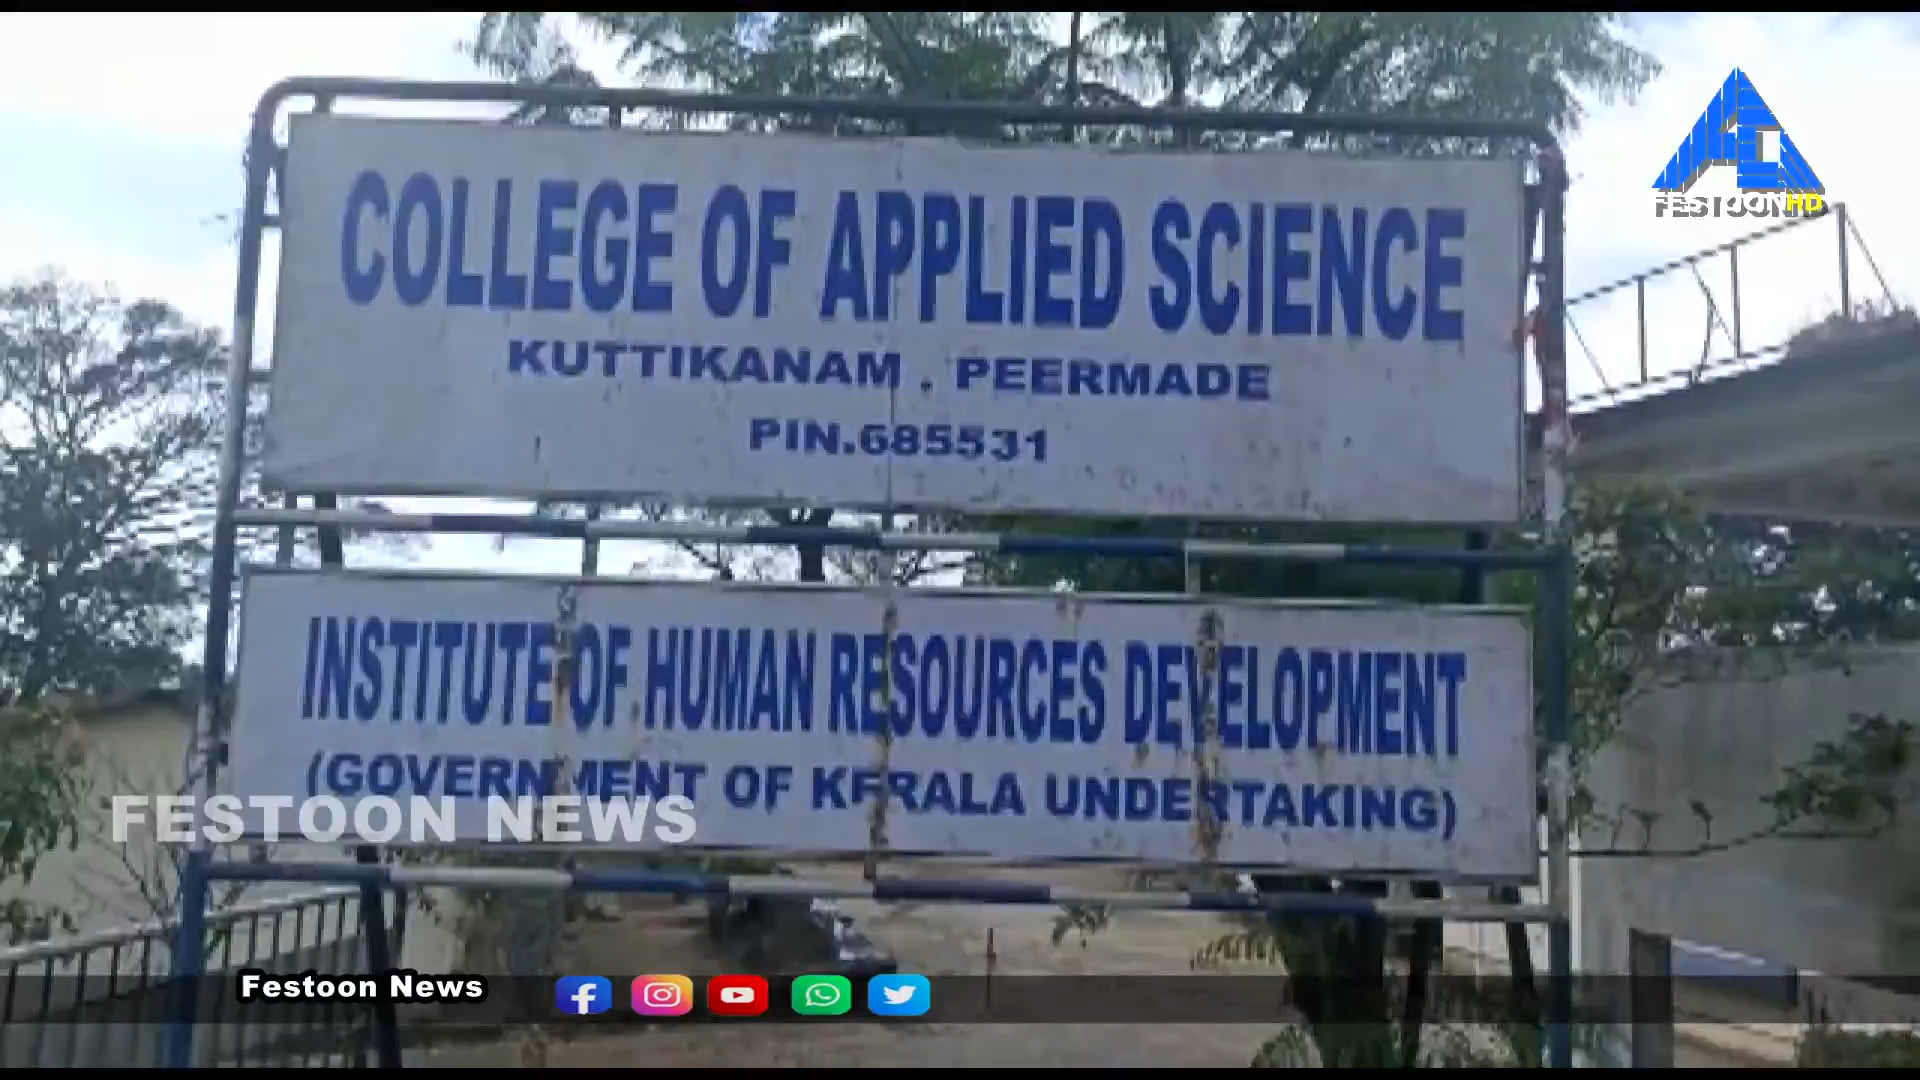 COLLEGE OF APPLIED SCIENCE
KUTTIKANAM . PEERMADE
PIN.685531
INSTITUTE OF HUMAN RESOURCES DEVELOPMENT
(GOVERNMENT OF KERALA UNDERTAKING)
FESTOON NEWS
Festoon News
FESTOON HD